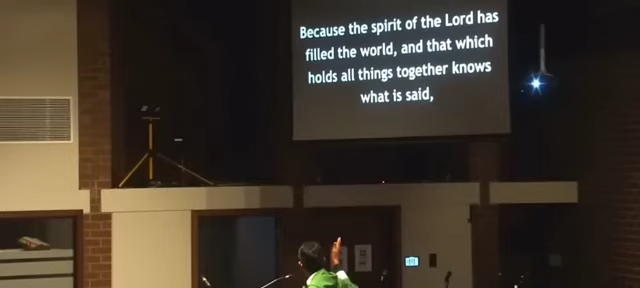 Because the spirit of the Lord has
filled the world, and that which
holds all things together knows
what is said,